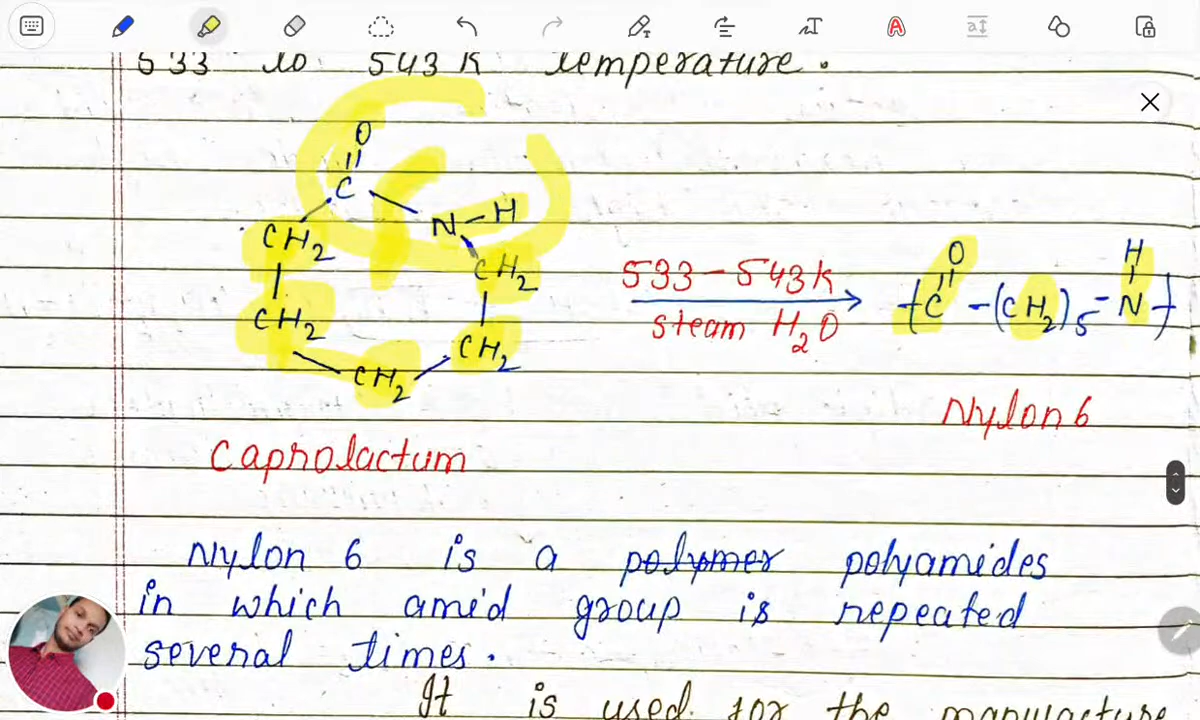 533 to 543 K temperature.
O
C
N-H
CH2
CH2
CH2
CH2
CH2
533-543K
steam H2O
O H
C-(CH2)5-N
Nylon 6
Caprolactum
Nylon 6 is a polymer polyamides
in which amid group is repeated
several times.
It is used for the manufacture